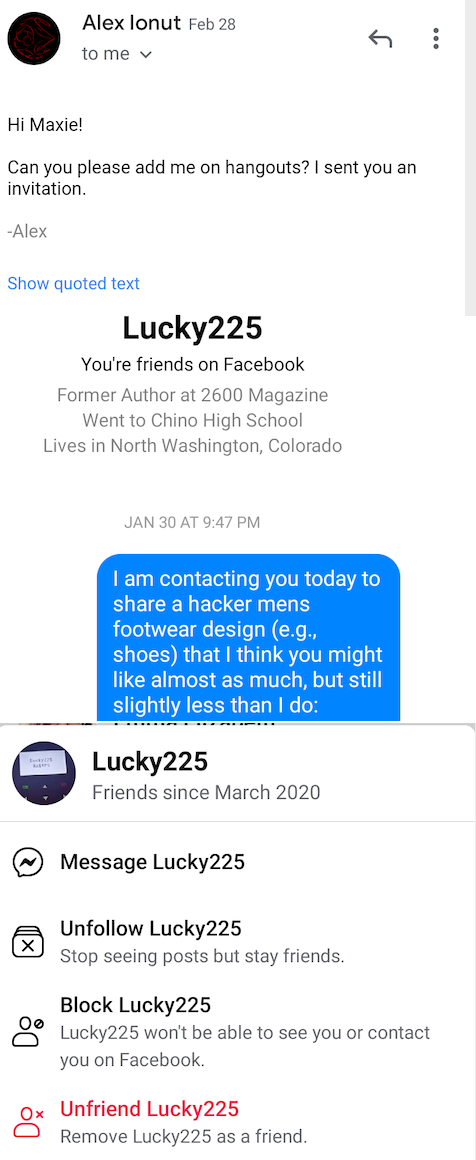 Alex Ionut Feb 28
to me
Hi Maxie!
Can you please add me on hangouts? I sent you an
invitation.
-Alex
Show quoted text
Lucky225
You're friends on Facebook
Former Author at 2600 Magazine
Went to Chino High School
Lives in North Washington, Colorado
JAN 30 AT 9:47 PM
I am contacting you today to
share a hacker mens
footwear design (e.g.,
shoes) that I think you might
like almost as much, but still
slightly less than I do:
Lucky225
Friends since March 2020
Message Lucky225
Unfollow Lucky225
Stop seeing posts but stay friends.
Block Lucky225
Lucky225 won't be able to see you or contact
you on Facebook.
Unfriend Lucky225
Remove Lucky225 as a friend.